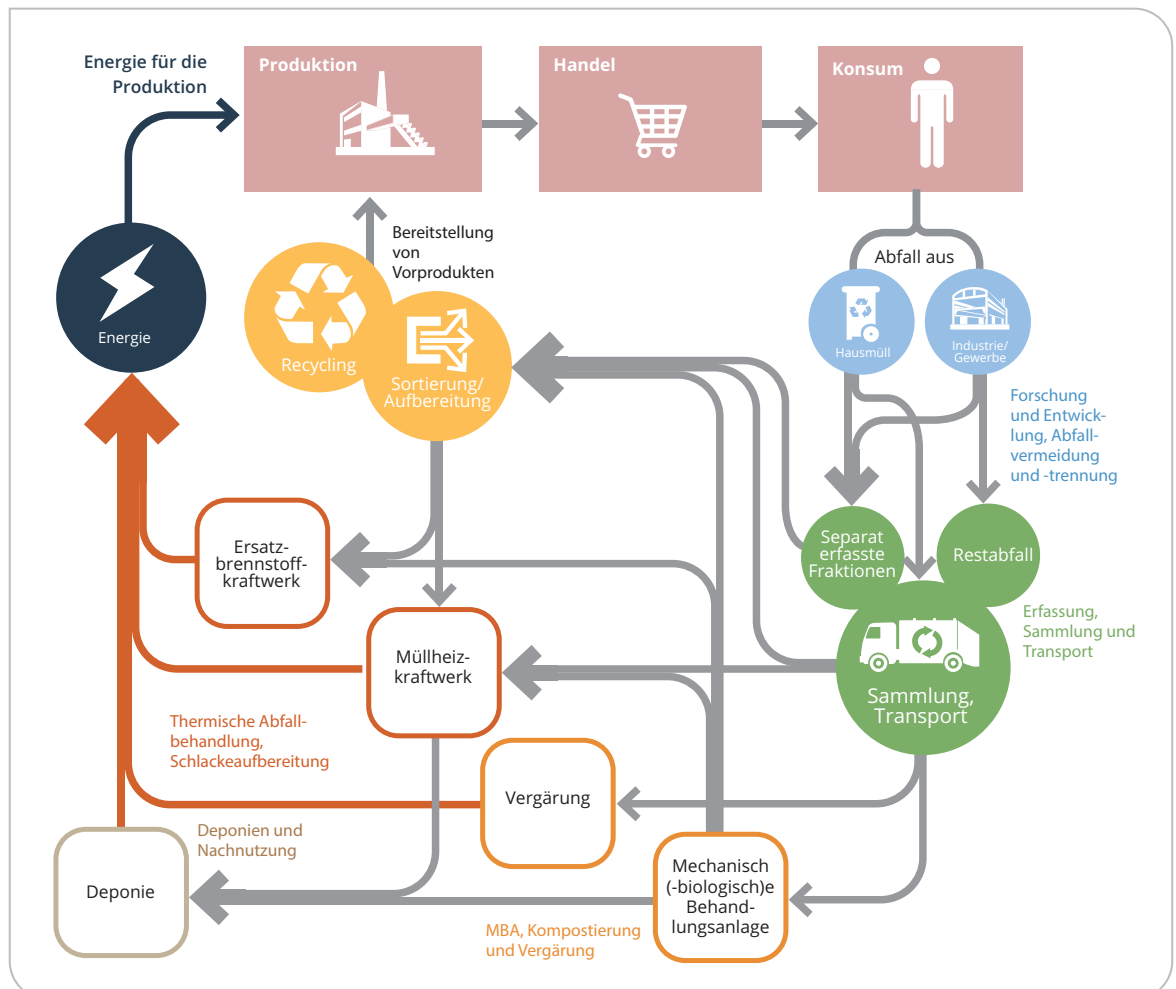 Energie für die
Produktion
Produktion
Handel
Konsum
Bereitstellung
von
Vorprodukten
Abfall aus
Energie
Recycling
Sortierung/
Aufbereitung
Hausmüll
Industrie/
Gewerbe
Forschung
und Entwick-
lung, Abfall-
vermeidung
und -trennung
Ersatz-
brennstoff-
kraftwerk
Separat
erfasste
Fraktionen
Restabfall
Erfassung,
Sammlung und
Transport
Müllheiz-
kraftwerk
Sammlung,
Transport
Thermische Abfall-
behandlung,
Schlackeaufbereitung
Vergärung
Deponien und
Nachnutzung
Deponie
Mechanisch
(-biologisch)e
Behand-
lungsanlage
MBA, Kompostierung
und Vergärung